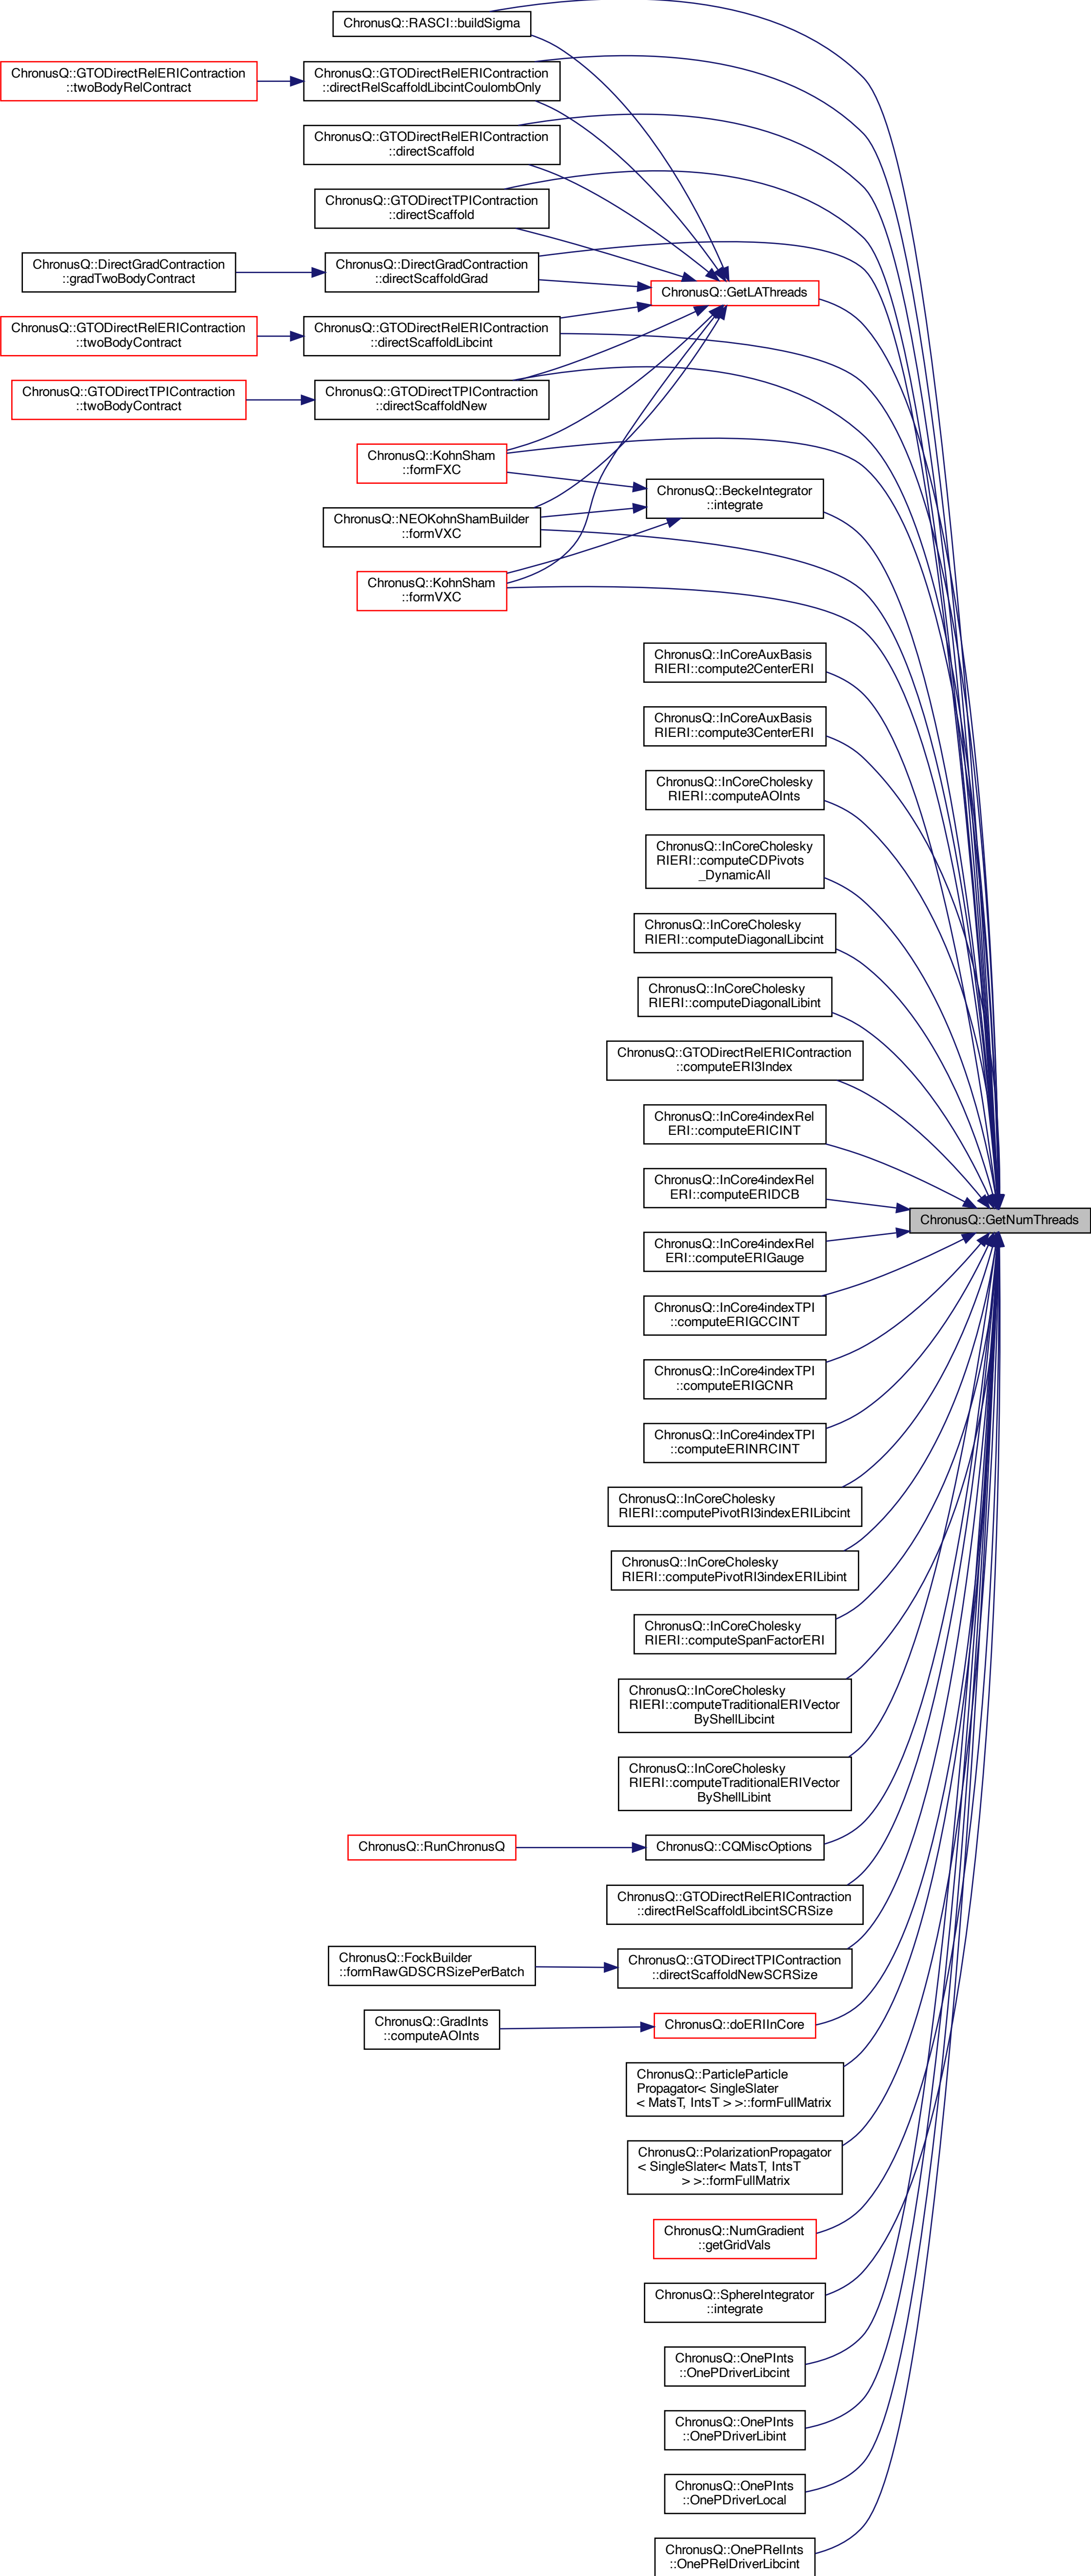 ChronusQ::RASCI::buildSigma
ChronusQ::GTODirectRelERIContraction
::twoBodyRelContract
ChronusQ::GTODirectRelERIContraction
::directRelScaffoldLibcintCoulombOnly
ChronusQ::GTODirectRelERIContraction
::directScaffold
ChronusQ::GTODirectTPIContraction
::directScaffold
ChronusQ::DirectGradContraction
::gradTwoBodyContract
ChronusQ::DirectGradContraction
::directScaffoldGrad
ChronusQ::GetLAThreads
ChronusQ::GTODirectRelERIContraction
::twoBodyContract
ChronusQ::GTODirectRelERIContraction
::directScaffoldLibcint
ChronusQ::GTODirectTPIContraction
::twoBodyContract
ChronusQ::GTODirectTPIContraction
::directScaffoldNew
ChronusQ::KohnSham
::formFXC
ChronusQ::BeckeIntegrator
::integrate
ChronusQ::NEOKohnShamBuilder
::formVXC
ChronusQ::KohnSham
::formVXC
ChronusQ::InCoreAuxBasis
RIERI::compute2CenterERI
ChronusQ::InCoreAuxBasis
RIERI::compute3CenterERI
ChronusQ::InCoreCholesky
RIERI::computeAOInts
ChronusQ::InCoreCholesky
RIERI::computeCDPivots
_DynamicAll
ChronusQ::InCoreCholesky
RIERI::computeDiagonalLibcint
ChronusQ::InCoreCholesky
RIERI::computeDiagonalLibint
ChronusQ::GTODirectRelERIContraction
::computeERI3Index
ChronusQ::InCore4indexRel
ERI::computeERICINT
ChronusQ::InCore4indexRel
ERI::computeERIDCB
ChronusQ::GetNumThreads
ChronusQ::InCore4indexRel
ERI::computeERIGauge
ChronusQ::InCore4indexTPI
::computeERIGCCINT
ChronusQ::InCore4indexTPI
::computeERIGCNR
ChronusQ::InCore4indexTPI
::computeERINRCINT
ChronusQ::InCoreCholesky
RIERI::computePivotRI3indexERILibcint
ChronusQ::InCoreCholesky
RIERI::computePivotRI3indexERILibint
ChronusQ::InCoreCholesky
RIERI::computeSpanFactorERI
ChronusQ::InCoreCholesky
RIERI::computeTraditionalERIVector
ByShellLibcint
ChronusQ::InCoreCholesky
RIERI::computeTraditionalERIVector
ByShellLibint
ChronusQ::RunChronusQ
ChronusQ::CQMiscOptions
ChronusQ::GTODirectRelERIContraction
::directRelScaffoldLibcintSCRSize
ChronusQ::FockBuilder
::formRawGDSCRSizePerBatch
ChronusQ::GTODirectTPIContraction
::directScaffoldNewSCRSize
ChronusQ::GradInts
::computeAOInts
ChronusQ::doERIInCore
ChronusQ::ParticleParticle
Propagator< SingleSlater
< MatsT, IntsT > >::formFullMatrix
ChronusQ::PolarizationPropagator
< SingleSlater< MatsT, IntsT
> >::formFullMatrix
ChronusQ::NumGradient
::getGridVals
ChronusQ::SphereIntegrator
::integrate
ChronusQ::OnePInts
::OnePDriverLibcint
ChronusQ::OnePInts
::OnePDriverLibint
ChronusQ::OnePInts
::OnePDriverLocal
ChronusQ::OnePRelInts
::OnePRelDriverLibcint